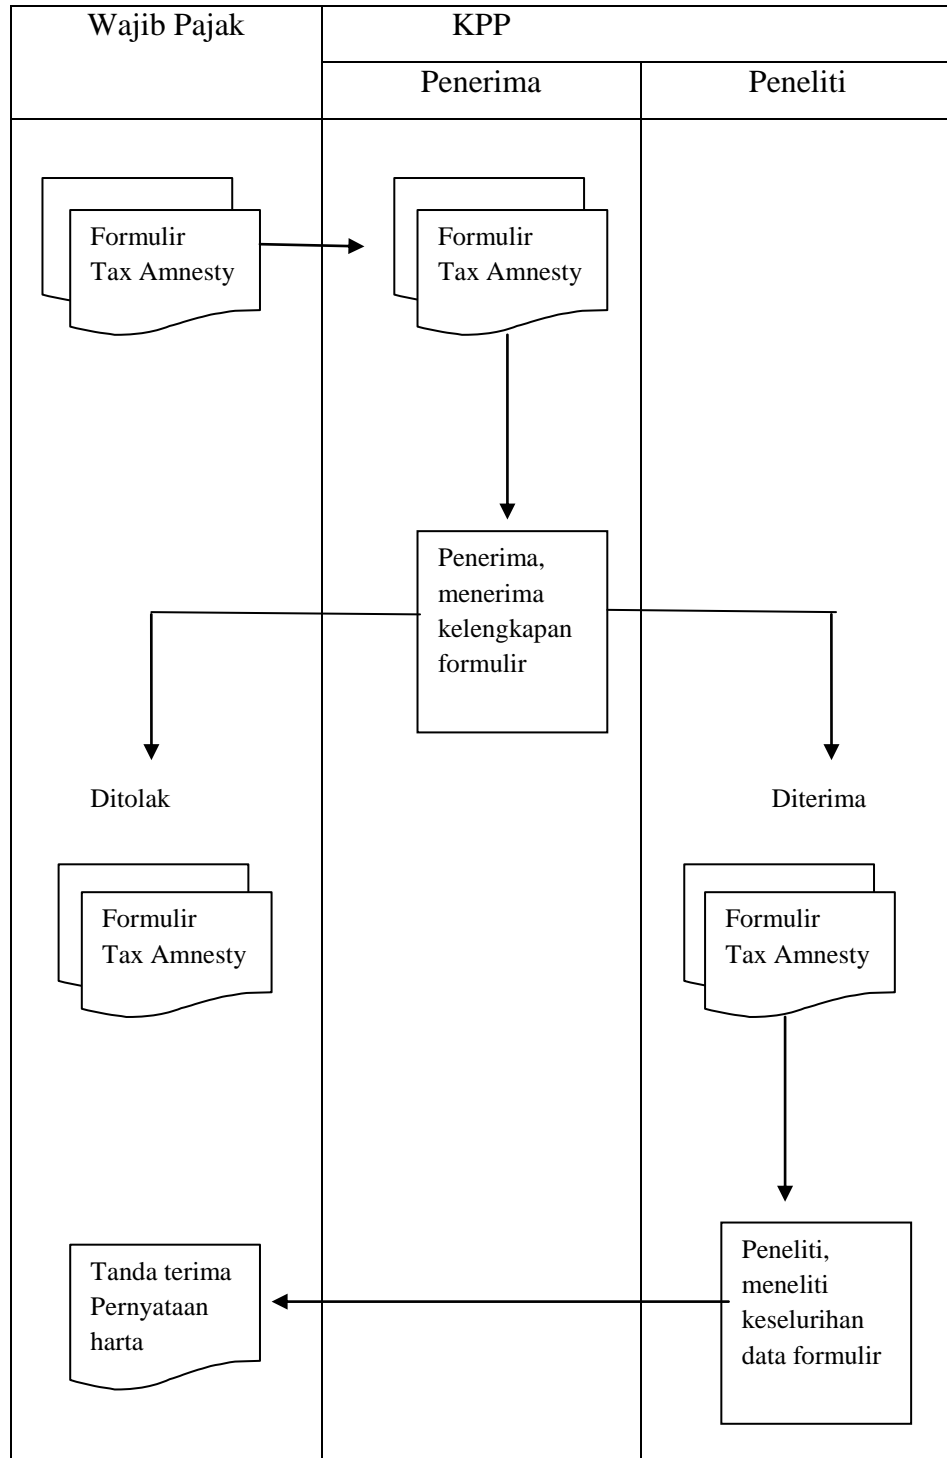 Wajib Pajak
KPP
Penerima
Peneliti
Formulir
Tax Amnesty
Formulir
Tax Amnesty
Penerima,
menerima
kelengkapan
formulir
Ditolak
Diterima
Formulir
Tax Amnesty
Formulir
Tax Amnesty
Tanda terima
Pernyataan
harta
Peneliti,
meneliti
keselurihan
data formulir